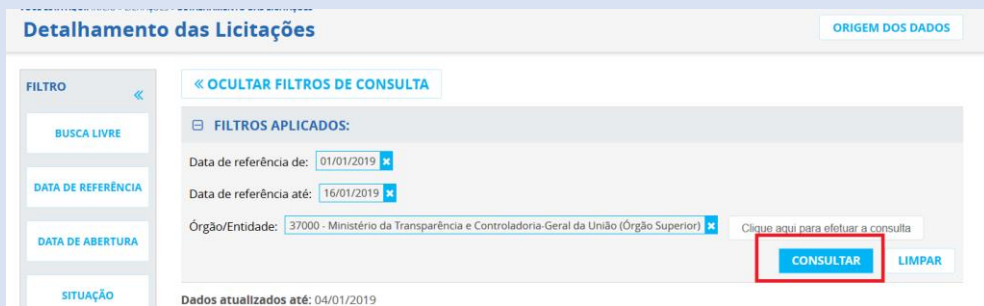 Detalhamento das Licitações
ORIGEM DOS DADOS
FILTRO «
BUSCA LIVRE
DATA DE REFERÊNCIA
DATA DE ABERTURA
SITUAÇÃO
« OCULTAR FILTROS DE CONSULTA
FILTROS APLICADOS:
Data de referência de: 01/01/2019 x
Data de referência até: 16/01/2019 x
Órgão/Entidade: 37000 - Ministério da Transparência e Controladoria-Geral da União (Órgão Superior) x
Clique aqui para efetuar a consulta
CONSULTAR LIMPAR
Dados atualizados até: 04/01/2019